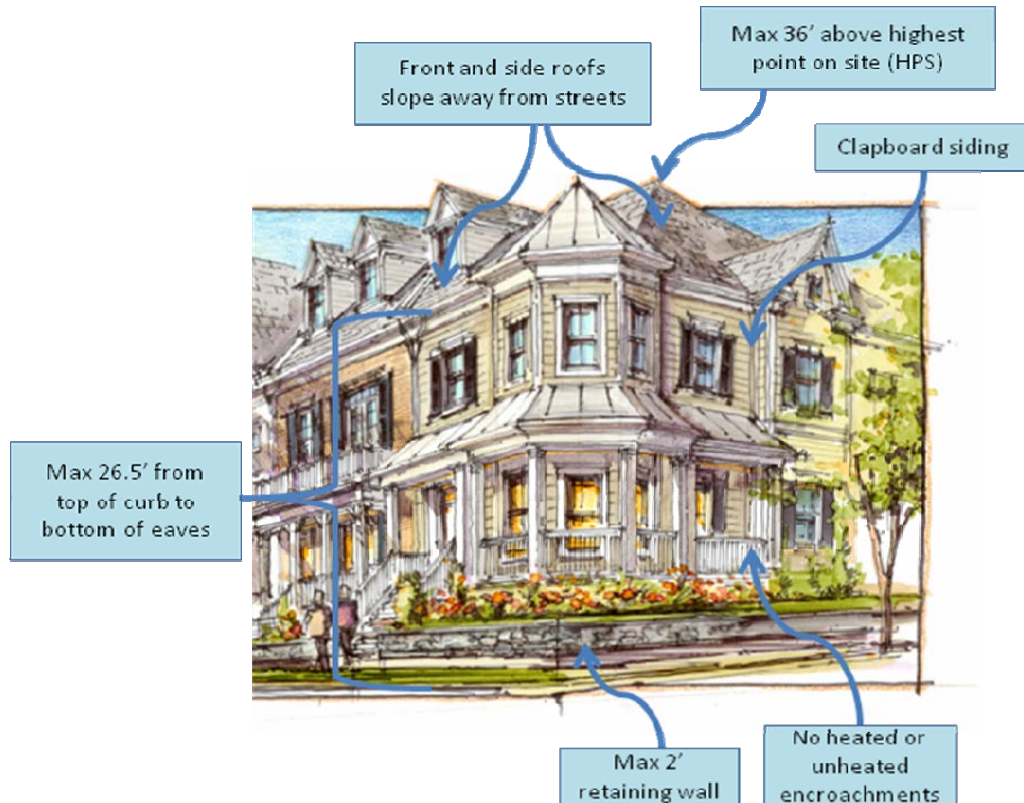 Max 36′ above highest
point on site (HPS)
Front and side roofs
slope away from streets
Clapboard siding
Max 26.5′ from
top of curb to
bottom of eaves
Max 2′
retaining wall
No heated or
unheated
encroachments